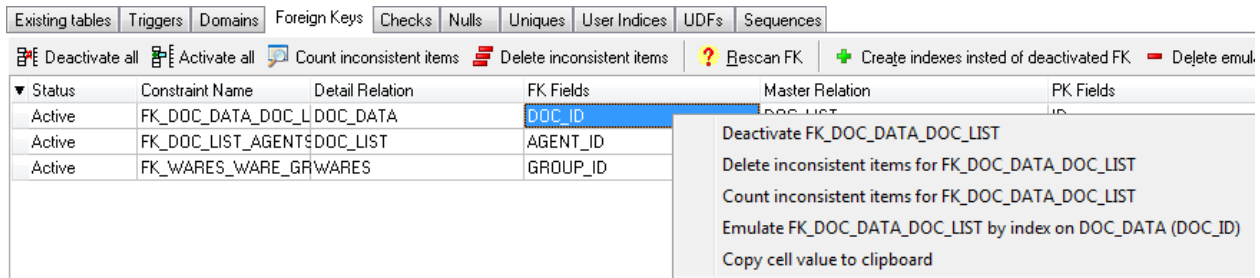 Existing tables Triggers Domains Foreign Keys Checks Nulls Uniques User Indices UDFs Sequences
Deactivate all Activate all Count inconsistent items Delete inconsistent items ? Rescan FK Create indexes insted of deactivated FK Delete emul
Status Constraint Name Detail Relation FK Fields Master Relation PK Fields
Active FK_DOC_DATA_DOC_L DOC_DATA DOC_ID DOC_LIST ID
Active FK_DOC_LIST_AGENTS DOC_LIST AGENT_ID
Active FK_WARES_WARE_GR WARES GROUP_ID
Deactivate FK_DOC_DATA_DOC_LIST
Delete inconsistent items for FK_DOC_DATA_DOC_LIST
Count inconsistent items for FK_DOC_DATA_DOC_LIST
Emulate FK_DOC_DATA_DOC_LIST by index on DOC_DATA (DOC_ID)
Copy cell value to clipboard